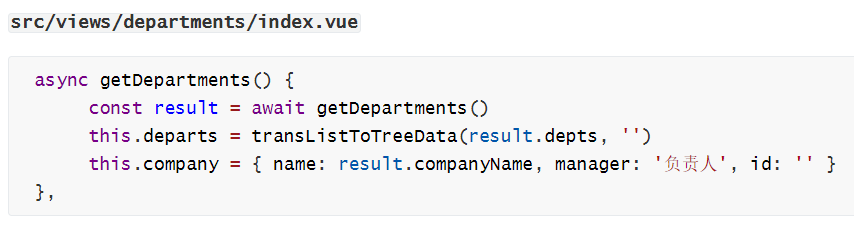 src/views/departments/index.vue
async getDepartments() {
const result = await getDepartments()
this.departs = transListToTreeData(result.depts, '')
this.company = { name: result.companyName, manager: '负责人', id: '' }
},